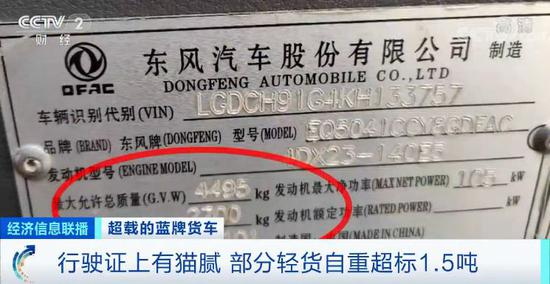 CCTV 2
财经
高清
DFAC
东风汽车股份有限公司 制造
DONGFENG AUTOMOBILE CO., LTD
车辆识别代号(VIN) LGDCH91G4KH133757
品牌(BRAND) 东风牌(DONGFENG) 型号(MODEL)
发动机型号(ENGINE MODEL)
最大允许总质量(G.V.W) 4495 kg 发动机最大净功率(MAX NET POWER) 105 kW
kg 发动机额定功率(RATED POWER)
经济信息联播 超载的蓝牌货车
行驶证上有猫腻 部分轻货自重超标1.5吨